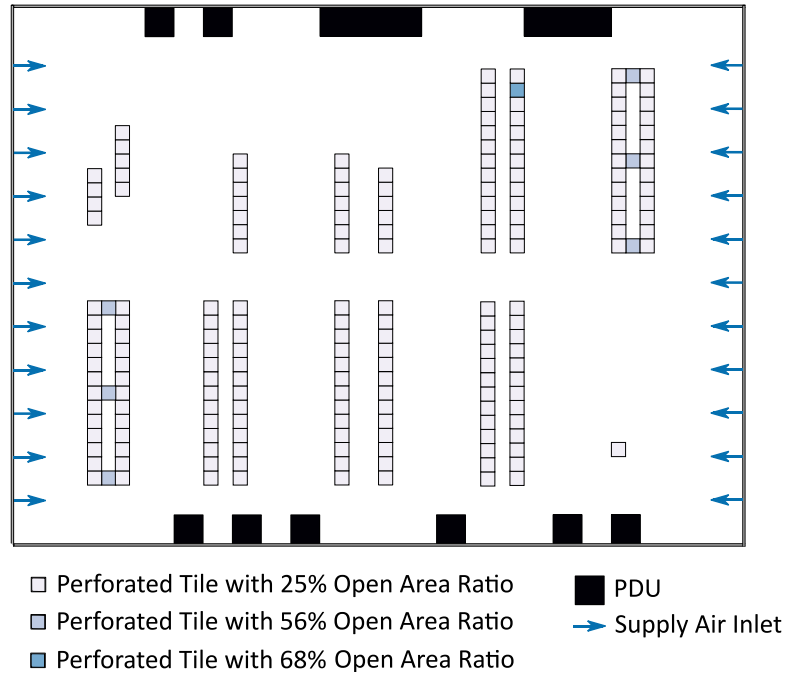 Perforated Tile with 25% Open Area Ratio
Perforated Tile with 56% Open Area Ratio
Perforated Tile with 68% Open Area Ratio
PDU
Supply Air Inlet